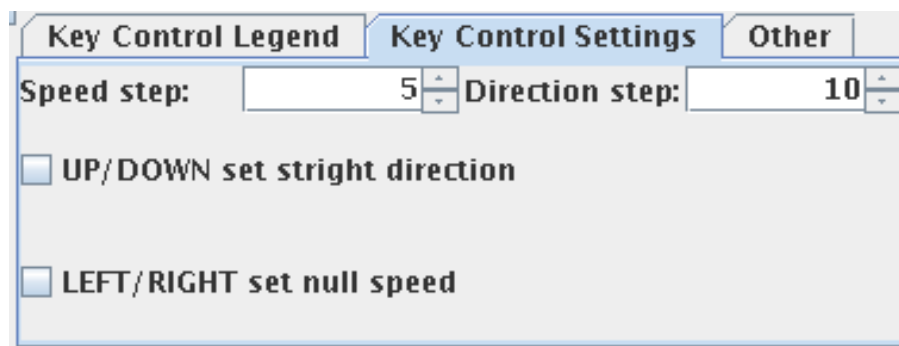 Key Control Legend Key Control Settings Other
Speed step: 5 Direction step: 10
UP/DOWN set stright direction
LEFT/RIGHT set null speed